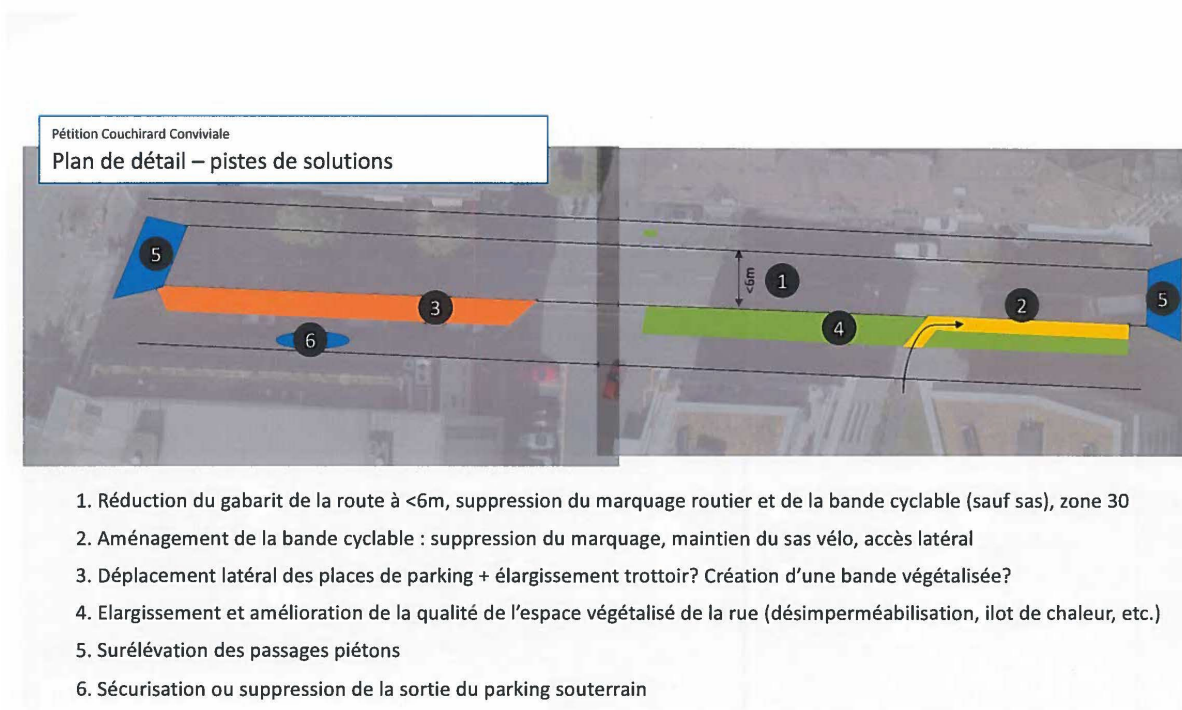 Pétition Couchirard Conviviale
Plan de détail – pistes de solutions
5
3
6
<6m
1
4
2
5
1. Réduction du gabarit de la route à <6m, suppression du marquage routier et de la bande cyclable (sauf sas), zone 30
2. Aménagement de la bande cyclable : suppression du marquage, maintien du sas vélo, accès latéral
3. Déplacement latéral des places de parking + élargissement trottoir? Création d'une bande végétalisée?
4. Elargissement et amélioration de la qualité de l'espace végétalisé de la rue (désimperméabilisation, ilot de chaleur, etc.)
5. Surélévation des passages piétons
6. Sécurisation ou suppression de la sortie du parking souterrain